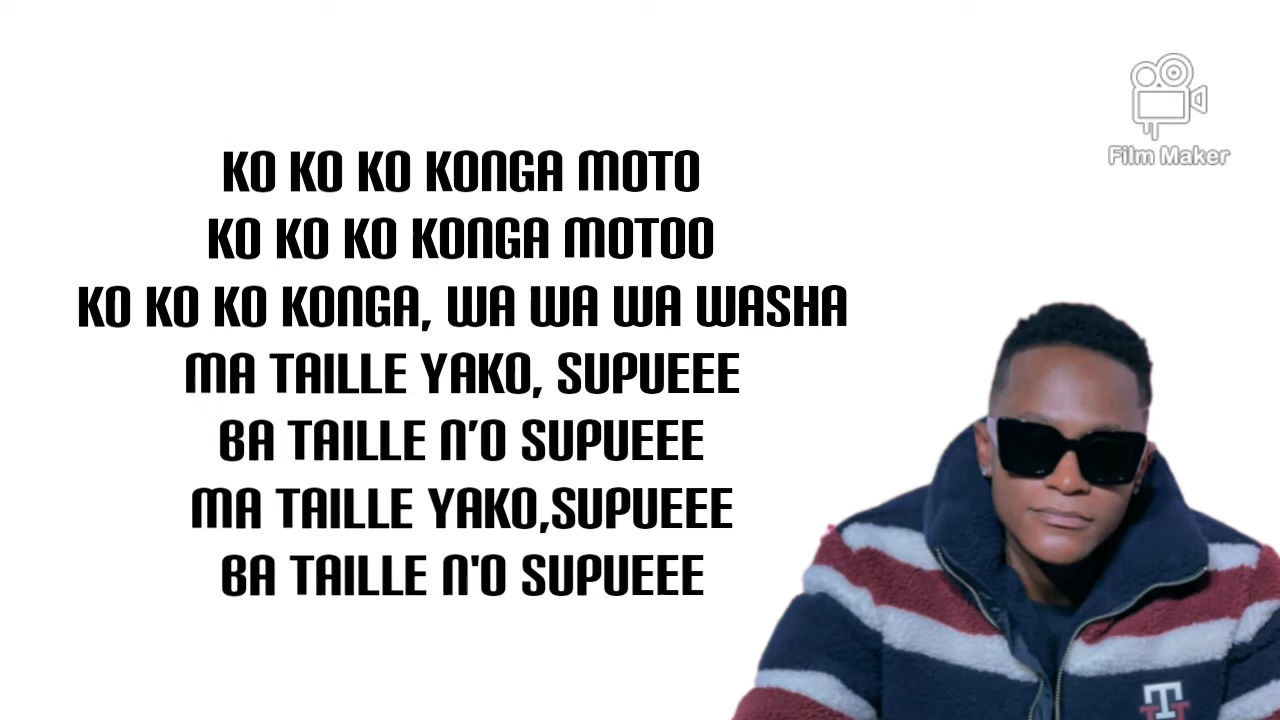 KO KO KO KONGA MOTO
KO KO KO KONGA MOTOO
KO KO KO KONGA, WA WA WA WASHA
MA TAILLE YAKO, SUPUEEE
BA TAILLE N'O SUPUEEE
MA TAILLE YAKO,SUPUEEE
BA TAILLE N'O SUPUEEE
Film Maker